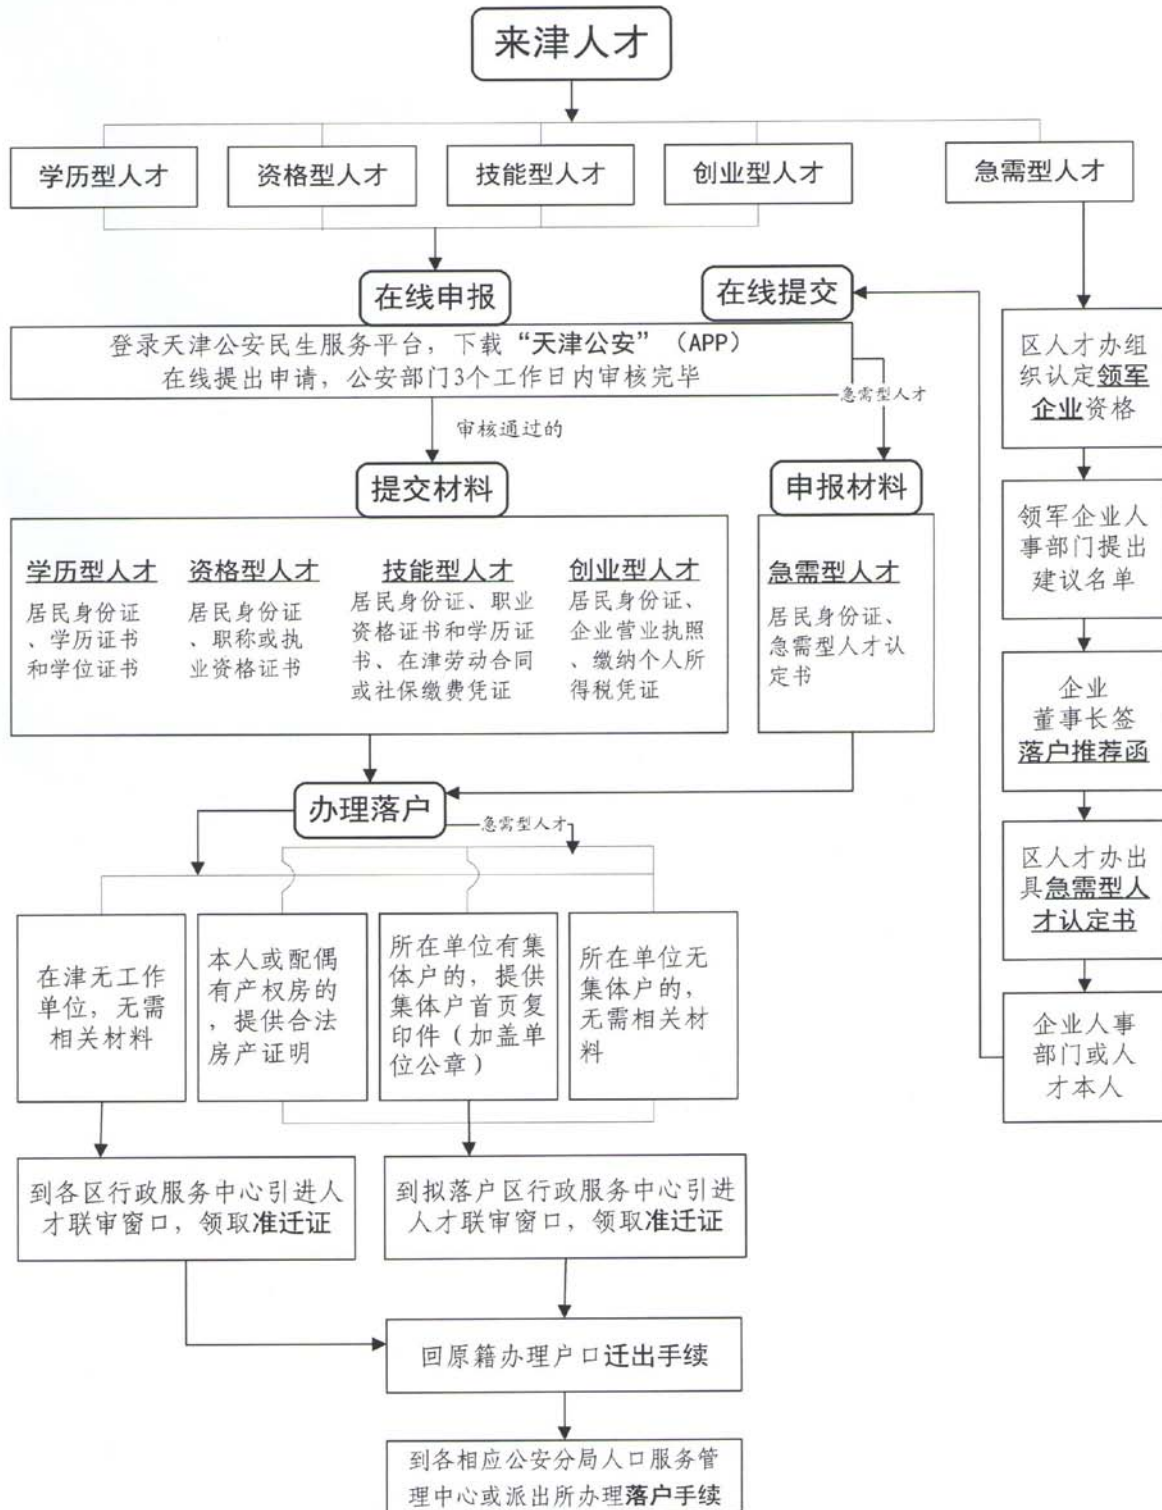 来津人才
学历型人才
资格型人才
技能型人才
创业型人才
急需型人才
在线申报
在线提交
登录天津公安民生服务平台，下载“天津公安”（APP）
在线提出申请，公安部门3个工作日内审核完毕
急需型人才
审核通过的
区人才办组
织认定领军
企业资格
提交材料
申报材料
学历型人才
居民身份证
、学历证书
和学位证书
资格型人才
居民身份证
、职称或执
业资格证书
技能型人才
居民身份证、职业
资格证书和学历证
书、在津劳动合同
或社保缴费凭证
创业型人才
居民身份证、
企业营业执照
、缴纳个人所
得税凭证
急需型人才
居民身份证、
急需型人才认
定书
领军企业人
事部门提出
建议名单
企业
董事长签
落户推荐函
办理落户
急需型人才
区人才办出
具急需型人
才认定书
在津无工作
单位，无需
相关材料
本人或配偶
有产权房的
，提供合法
房产证明
所在单位有集
体户的，提供
集体户首页复
印件（加盖单
位公章）
所在单位无
集体户的，
无需相关材
料
企业人事
部门或人
才本人
到各区行政服务中心引进人
才联审窗口，领取准迁证
到拟落户区行政服务中心引进
人才联审窗口，领取准迁证
回原籍办理户口迁出手续
到各相应公安分局人口服务管
理中心或派出所办理落户手续